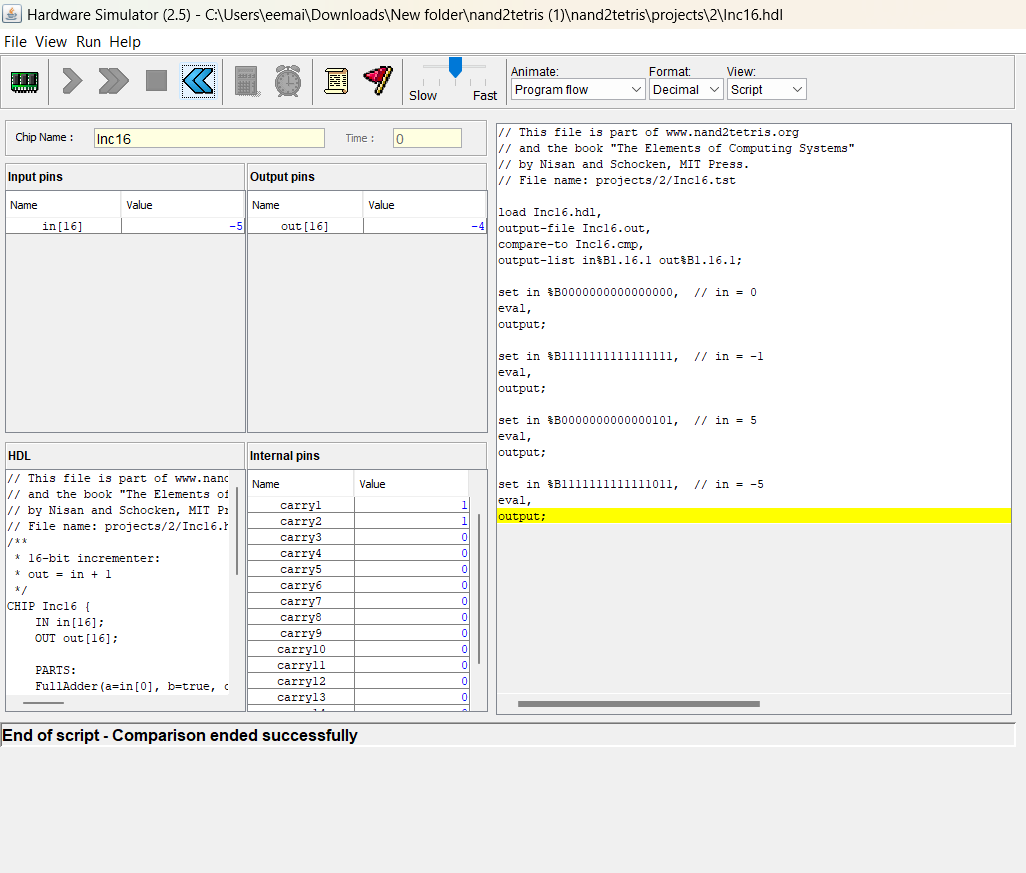 Hardware Simulator (2.5) - C:\Users\eemai\Downloads\New folder\nand2tetris (1)\nand2tetris\projects\2\Inc16.hdl
File View Run Help
Slow Fast
Animate: Format: View:
Program flow Decimal Script
Chip Name : Inc16 Time : 0
Input pins
Name Value
in[16] -5
Output pins
Name Value
out[16] -4
HDL
// This file is part of www.nand
// and the book "The Elements of
// by Nisan and Schocken, MIT Pr
// File name: projects/2/Inc16.h
/**
* 16-bit incrementer:
* out = in + 1
*/
CHIP Inc16 {
IN in[16];
OUT out[16];
PARTS:
FullAdder(a=in[0], b=true, c
Internal pins
Name Value
carry1 1
carry2 1
carry3 0
carry4 0
carry5 0
carry6 0
carry7 0
carry8 0
carry9 0
carry10 0
carry11 0
carry12 0
carry13 0
// This file is part of www.nand2tetris.org
// and the book "The Elements of Computing Systems"
// by Nisan and Schocken, MIT Press.
// File name: projects/2/Inc16.tst
load Inc16.hdl,
output-file Inc16.out,
compare-to Inc16.cmp,
output-list in%B1.16.1 out%B1.16.1;
set in %B0000000000000000, // in = 0
eval,
output;
set in %B1111111111111111, // in = -1
eval,
output;
set in %B0000000000000101, // in = 5
eval,
output;
set in %B1111111111111011, // in = -5
eval,
output;
End of script - Comparison ended successfully